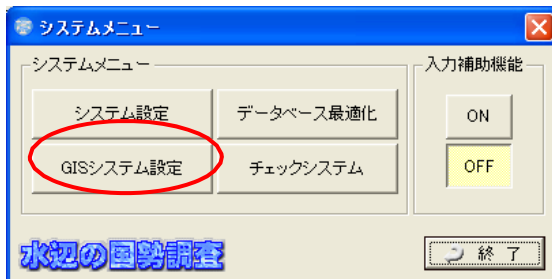 システムメニュー
システムメニュー
入力補助機能
システム設定
データベース最適化
ON
GISシステム設定
チェックシステム
OFF
水辺の国勢調査
終了